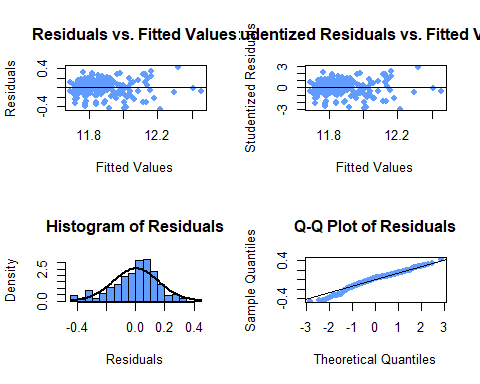 Residuals vs. Fitted Values
Residuals
0.4
-0.4
11.8
12.2
Fitted Values
udentized Residuals vs. Fitted V
Studentized Residuals
3
0
-3
11.8
12.2
Fitted Values
Histogram of Residuals
Density
2.5
0.0
-0.4
0.0
0.2
0.4
Residuals
Q-Q Plot of Residuals
Sample Quantiles
0.4
-0.4
-3
-2
-1
0
1
2
3
Theoretical Quantiles